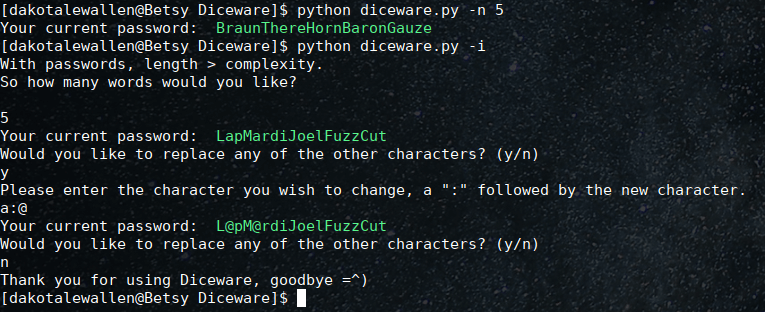 [dakotalewallen@Betsy Diceware]$ python diceware.py -n 5
Your current password:  BraunThereHornBaronGauze
[dakotalewallen@Betsy Diceware]$ python diceware.py -i
With passwords, length > complexity.
So how many words would you like?
5
Your current password:  LapMardiJoelFuzzCut
Would you like to replace any of the other characters? (y/n)
y
Please enter the character you wish to change, a ":" followed by the new character.
a:@
Your current password:  L@pM@rdiJoelFuzzCut
Would you like to replace any of the other characters? (y/n)
n
Thank you for using Diceware, goodbye =^)
[dakotalewallen@Betsy Diceware]$